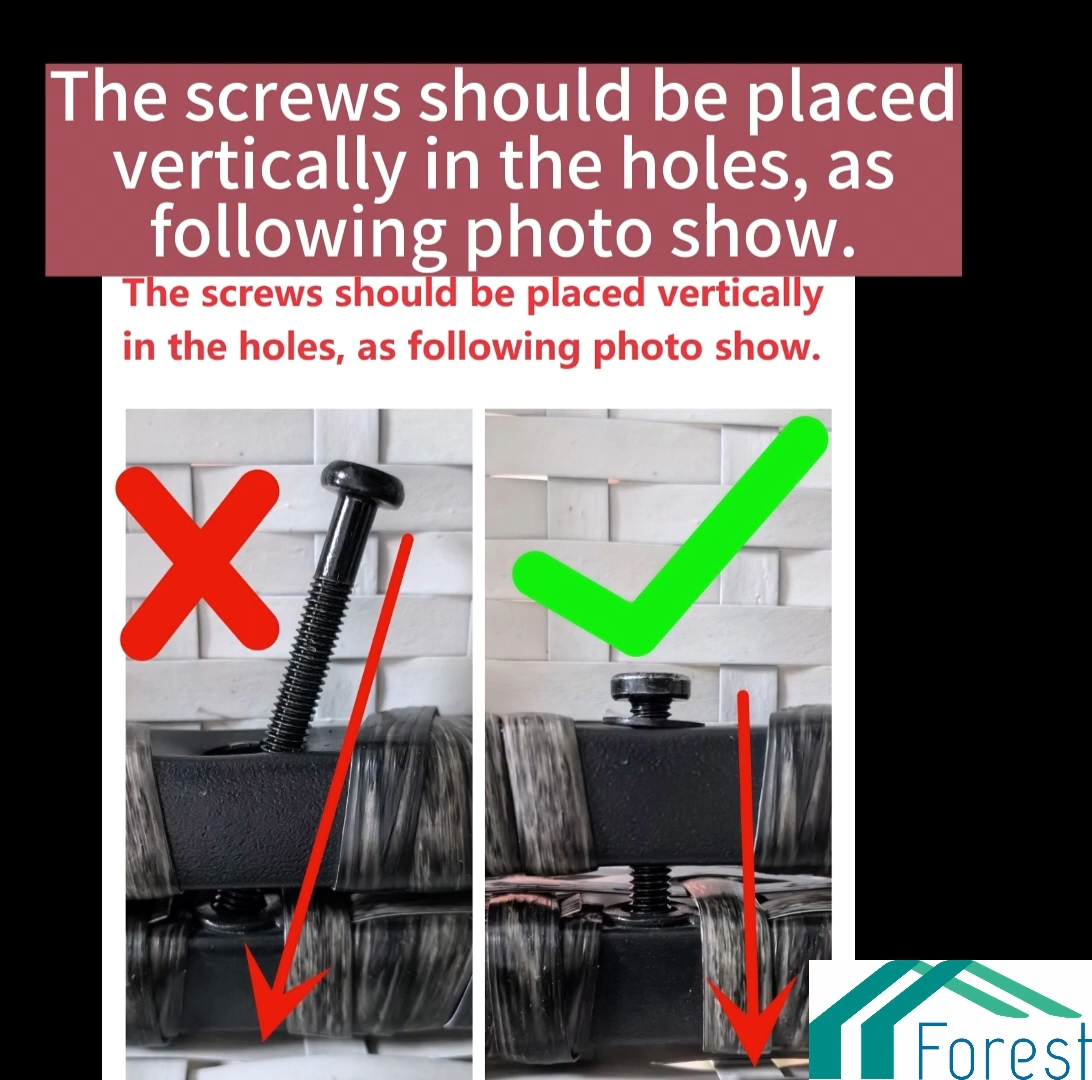 The screws should be placed
vertically in the holes, as
following photo show.
The screws should be placed vertically
in the holes, as following photo show.
Forest